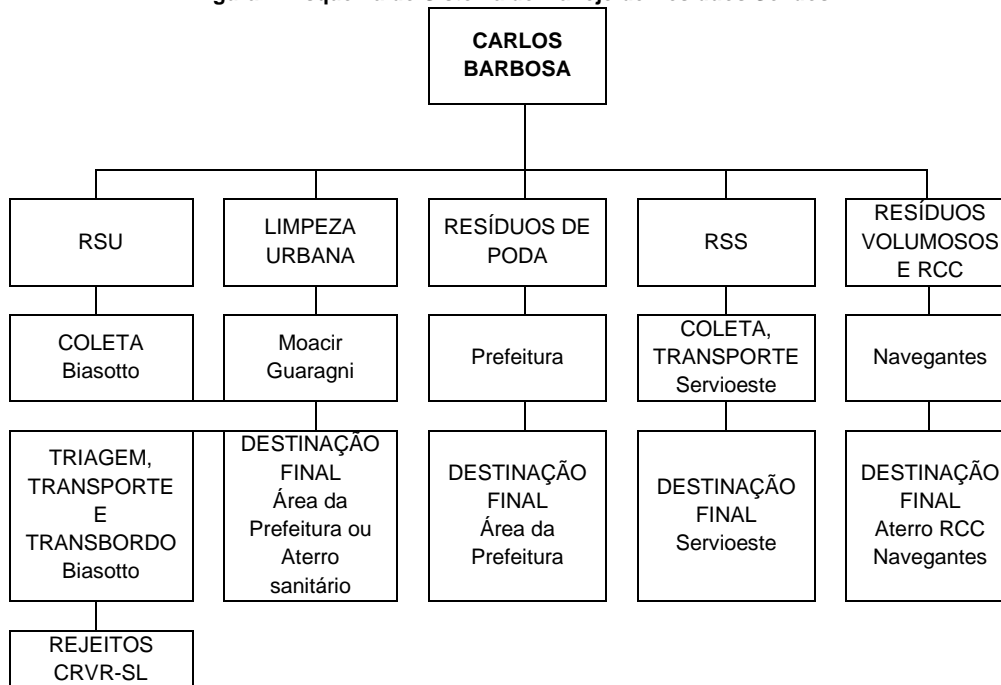 CARLOS
BARBOSA
RSU
LIMPEZA
URBANA
RESÍDUOS DE
PODA
RSS
RESÍDUOS
VOLUMOSOS
E RCC
COLETA
Biasotto
Moacir
Guaragni
Prefeitura
COLETA,
TRANSPORTE
Servioeste
Navegantes
TRIAGEM,
TRANSPORTE
E
TRANSBORDO
Biasotto
DESTINAÇÃO
FINAL
Área da
Prefeitura ou
Aterro
sanitário
DESTINAÇÃO
FINAL
Área da
Prefeitura
DESTINAÇÃO
FINAL
Servioeste
DESTINAÇÃO
FINAL
Aterro RCC
Navegantes
REJEITOS
CRVR-SL